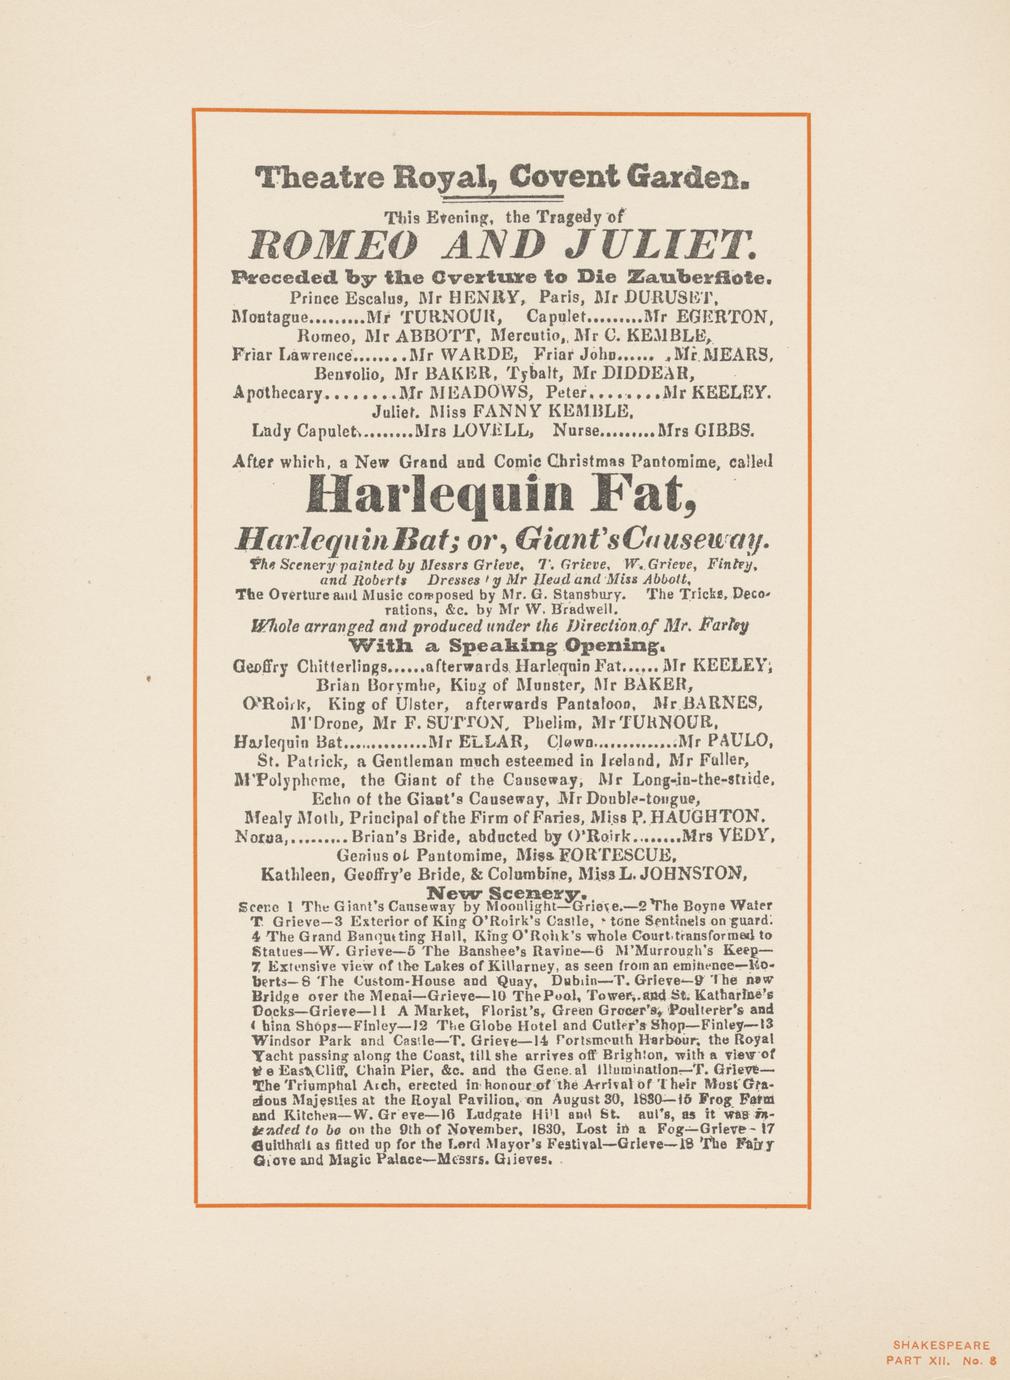 Theatre Royal, Covent Garden.
This Evening, the Tragedy of
ROMEO AND JULIET.
Preceded by the Overture to Die Zauberflote.
Prince Escalus, Mr HENRY, Paris, Mr DURUSET,
Montague.........Mr TURNOUR, Capulet.........Mr EGERTON,
Romeo, Mr ABBOTT, Mercutio, Mr C. KEMBLE,
Friar Lawrence........Mr WARDE, Friar John...... Mr MEARS,
Benvolio, Mr BAKER, Tybalt, Mr DIDDEAR,
Apothecary........Mr MEADOWS, Peter........Mr KEELEY.
Juliet. Miss FANNY KEMBLE,
Lady Capulet.........Mrs LOVELL, Nurse.........Mrs GIBBS.
After which, a New Grand and Comic Christmas Pantomime, called
Harlequin Fat,
Harlequin Bat; or, Giant's Causeway.
The Scenery painted by Messrs Grieve, T. Grieve, W. Grieve, Finley,
and Roberts Dresses by Mr Head and Miss Abbott,
The Overture and Music composed by Mr. G. Stansbury. The Tricks, Deco-
rations, &c. by Mr W. Bradwell.
Whole arranged and produced under the Direction of Mr. Farley
With a Speaking Opening.
Geoffry Chitterlings......afterwards Harlequin Fat...... Mr KEELEY,
Brian Borymhe, King of Munster, Mr BAKER,
O'Roirk, King of Ulster, afterwards Pantaloon, Mr BARNES,
M'Drone, Mr F. SUTTON, Phelim, Mr TURNOUR,
Harlequin Bat..............Mr ELLAR, Clown..............Mr PAULO,
St. Patrick, a Gentleman much esteemed in Ireland, Mr Fuller,
M'Polypheme, the Giant of the Causeway, Mr Long-in-the-stride,
Echo of the Giant's Causeway, Mr Double-tongue,
Mealy Moth, Principal of the Firm of Faries, Miss P. HAUGHTON.
Norna,......... Brian's Bride, abducted by O'Roirk........Mrs VEDY,
Genius of Pantomime, Miss FORTESCUE,
Kathleen, Geoffry'e Bride, & Columbine, Miss L. JOHNSTON,
New Scenery.
Scene 1 The Giant's Causeway by Moonlight—Grieve.—2 The Boyne Water
T. Grieve—3 Exterior of King O'Roirk's Castle, tone Sentinels on guard.
4 The Grand Banquetting Hall, King O'Roirk's whole Court transformed to
Statues—W. Grieve—5 The Banshee's Ravine—6 M'Murrough's Keep—
7 Extensive view of the Lakes of Killarney, as seen from an eminence—Ro-
berts—8 The Custom-House and Quay, Dublin—T. Grieve—9 The new
Bridge over the Menai—Grieve—10 The Pool, Tower, and St. Katharine's
Docks—Grieve—11 A Market, Florist's, Green Grocer's, Poulterer's and
China Shops—Finley—12 The Globe Hotel and Cutler's Shop—Finley—13
Windsor Park and Castle—T. Grieve—14 Portsmouth Harbour, the Royal
Yacht passing along the Coast, till she arrives off Brighton, with a view of
the East Cliff, Chain Pier, &c. and the General Illumination—T. Grieve—
The Triumphal Arch, erected in honour of the Arrival of Their Most Gra-
cious Majesties at the Royal Pavilion, on August 30, 1830—15 Frog Farm
and Kitchen—W. Grieve—16 Ludgate Hill and St. aul's, as it was in-
tended to be on the 9th of November, 1830, Lost in a Fog—Grieve - 17
Guildhall as fitted up for the Lord Mayor's Festival—Grieve—18 The Fairy
Grove and Magic Palace—Messrs. Grieves.
SHAKESPEARE
PART XII. No. 8